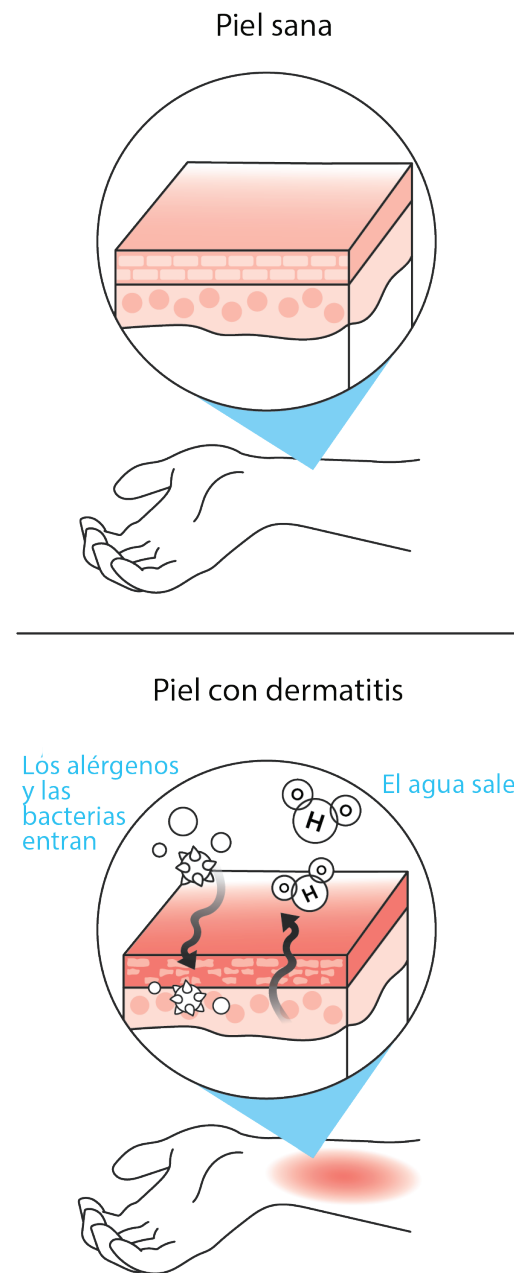 Piel sana
Piel con dermatitis
Los alérgenos
y las
bacterias
entran
El agua sale
O
O
H
O
O
H